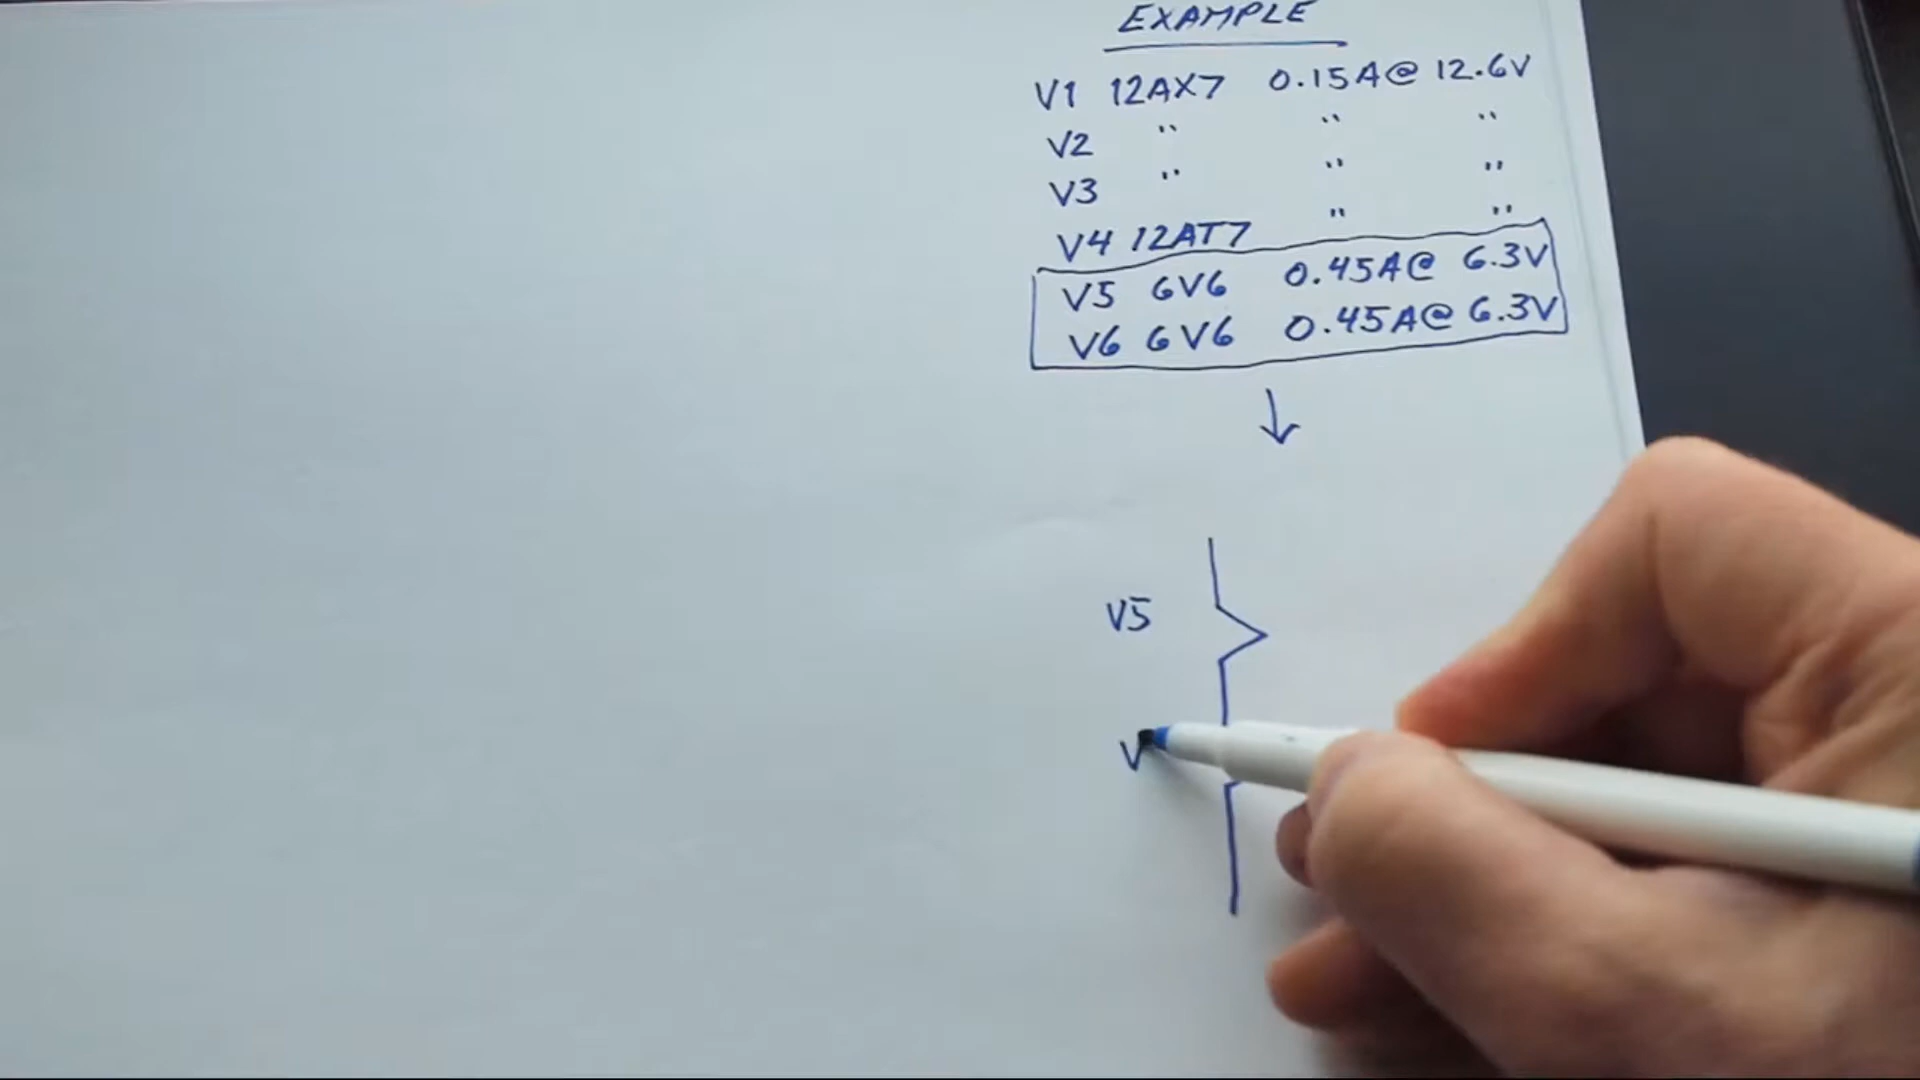 EXAMPLE
V1 12AX7 0.15A@ 12.6V
V2 " " "
V3 " " "
V4 12AT7 " "
V5 6V6 0.45A@ 6.3V
V6 6V6 0.45A@ 6.3V
V5
V